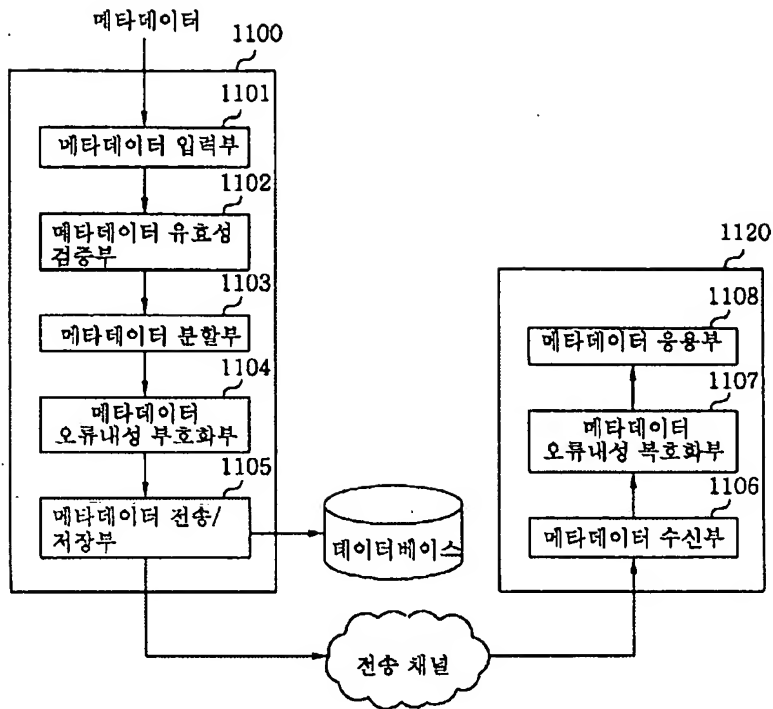 메타데이터
1100
1101
메타데이터 입력부
1102
메타데이터 유효성
검증부
1103
메타데이터 분할부
1104
메타데이터
오류내성 부호화부
1105
메타데이터 전송/
저장부
데이터베이스
전송 채널
1120
1108
메타데이터 응용부
1107
메타데이터
오류내성 복호화부
1106
메타데이터 수신부